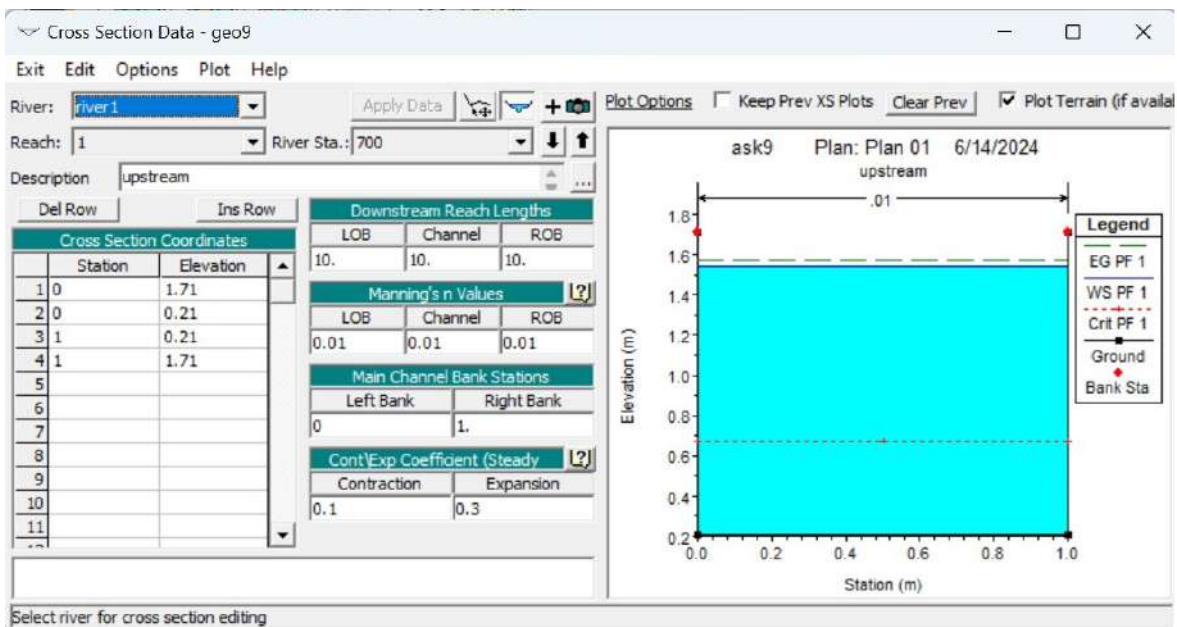 Cross Section Data - geo9
Exit Edit Options Plot Help
River: river1 Apply Data
Reach: 1 River Sta.: 700
Description upstream ...
Del Row Ins Row
Cross Section Coordinates
Station Elevation
1 0 1.71
2 0 0.21
3 1 0.21
4 1 1.71
5
6
7
8
9
10
11
Downstream Reach Lengths
LOB Channel ROB
10. 10. 10.
Manning's n Values
LOB Channel ROB
0.01 0.01 0.01
Main Channel Bank Stations
Left Bank Right Bank
0 1.
Cont\Exp Coefficient (Steady
Contraction Expansion
0.1 0.3
Plot Options Keep Prev XS Plots Clear Prev Plot Terrain (if availa
ask9 Plan: Plan 01 6/14/2024
upstream
.01
1.8
1.6
1.4
1.2
1.0
0.8
0.6
0.4
0.2
Elevation (m)
0.0 0.2 0.4 0.6 0.8 1.0
Station (m)
Legend
EG PF 1
WS PF 1
Crit PF 1
Ground
Bank Sta
Select river for cross section editing